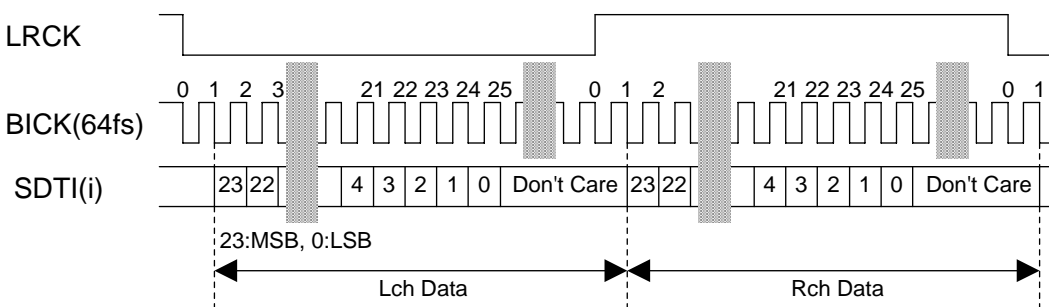 LRCK
0 1 2 3 21 22 23 24 25 0 1 2 21 22 23 24 25 0 1
BICK(64fs)
SDTI(i) 23 22 4 3 2 1 0 Don't Care 23 22 4 3 2 1 0 Don't Care
23:MSB, 0:LSB
Lch Data Rch Data